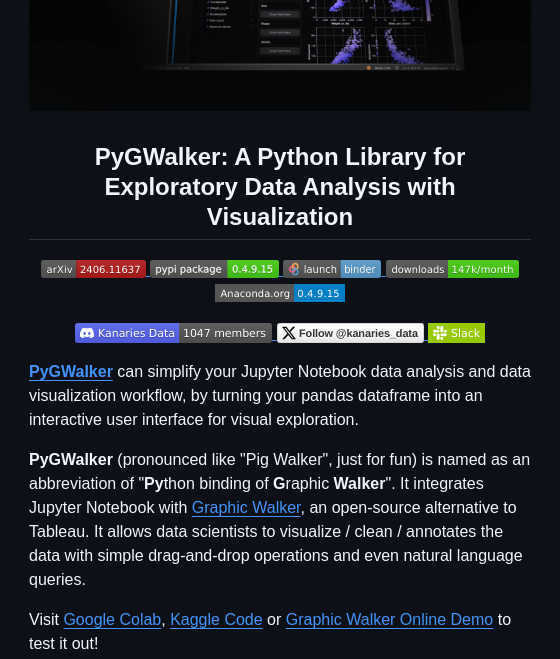 PyGWalker: A Python Library for
Exploratory Data Analysis with
Visualization
arXiv 2406.11637 pypi package 0.4.9.15 launch binder downloads 147k/month
Anaconda.org 0.4.9.15
Kanaries Data 1047 members Follow @kanaries_data Slack
PyGWalker can simplify your Jupyter Notebook data analysis and data
visualization workflow, by turning your pandas dataframe into an
interactive user interface for visual exploration.
PyGWalker (pronounced like "Pig Walker", just for fun) is named as an
abbreviation of "Python binding of Graphic Walker". It integrates
Jupyter Notebook with Graphic Walker, an open-source alternative to
Tableau. It allows data scientists to visualize / clean / annotates the
data with simple drag-and-drop operations and even natural language
queries.
Visit Google Colab, Kaggle Code or Graphic Walker Online Demo to
test it out!